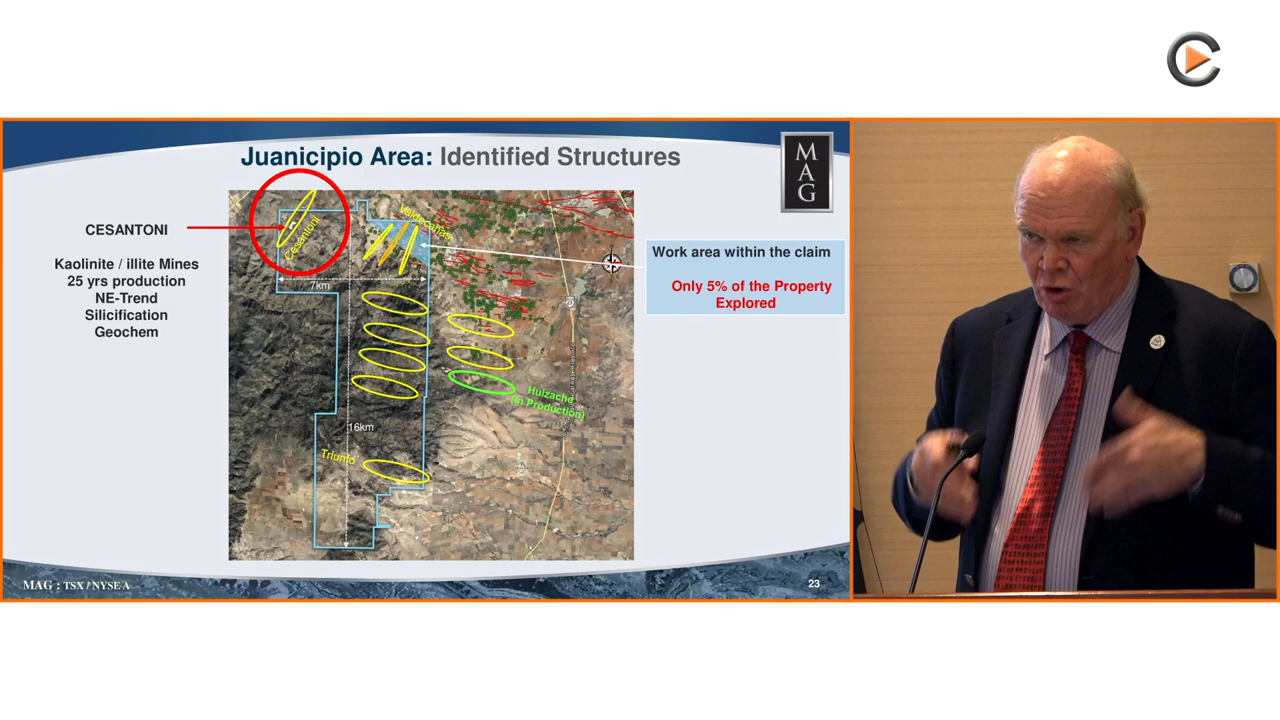 Juanicipio Area: Identified Structures
M
A
G
CESANTONI
Kaolinite / illite Mines
25 yrs production
NE-Trend
Silicification
Geochem
Cesantoni
Valdecañas
7km
Work area within the claim
Only 5% of the Property
Explored
Huizache
(in Production)
16km
Triunfo
MAG : TSX / NYSE A
23